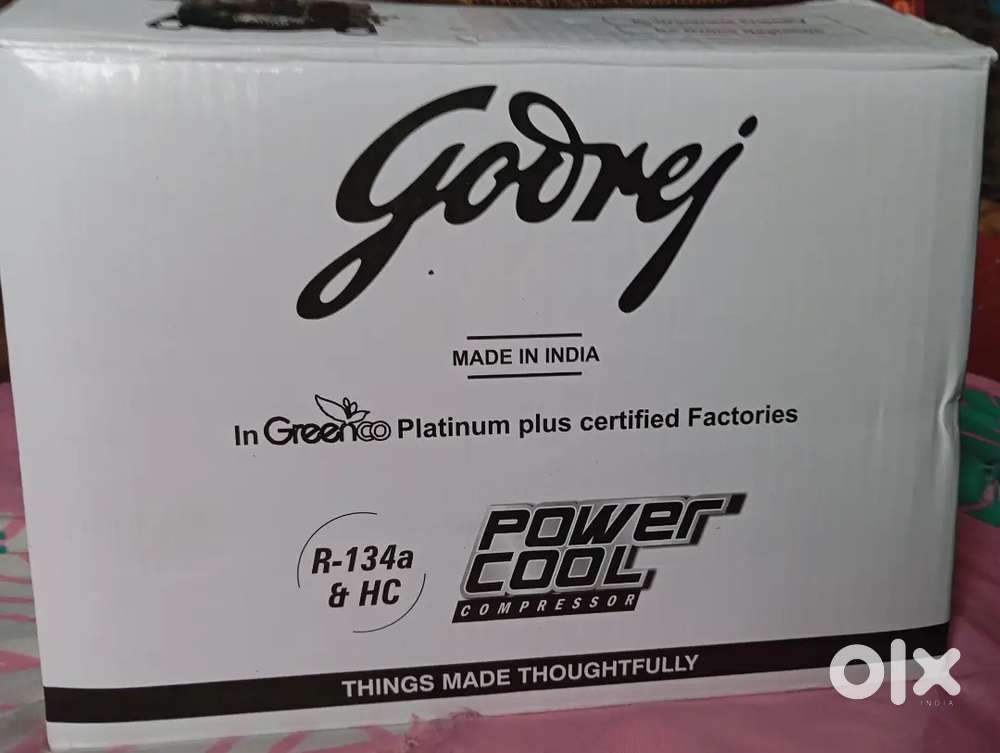 Godrej
MADE IN INDIA
In Greenco Platinum plus certified Factories
R-134a
& HC
POWER
COOL
COMPRESSOR
THINGS MADE THOUGHTFULLY
olx
INDIA